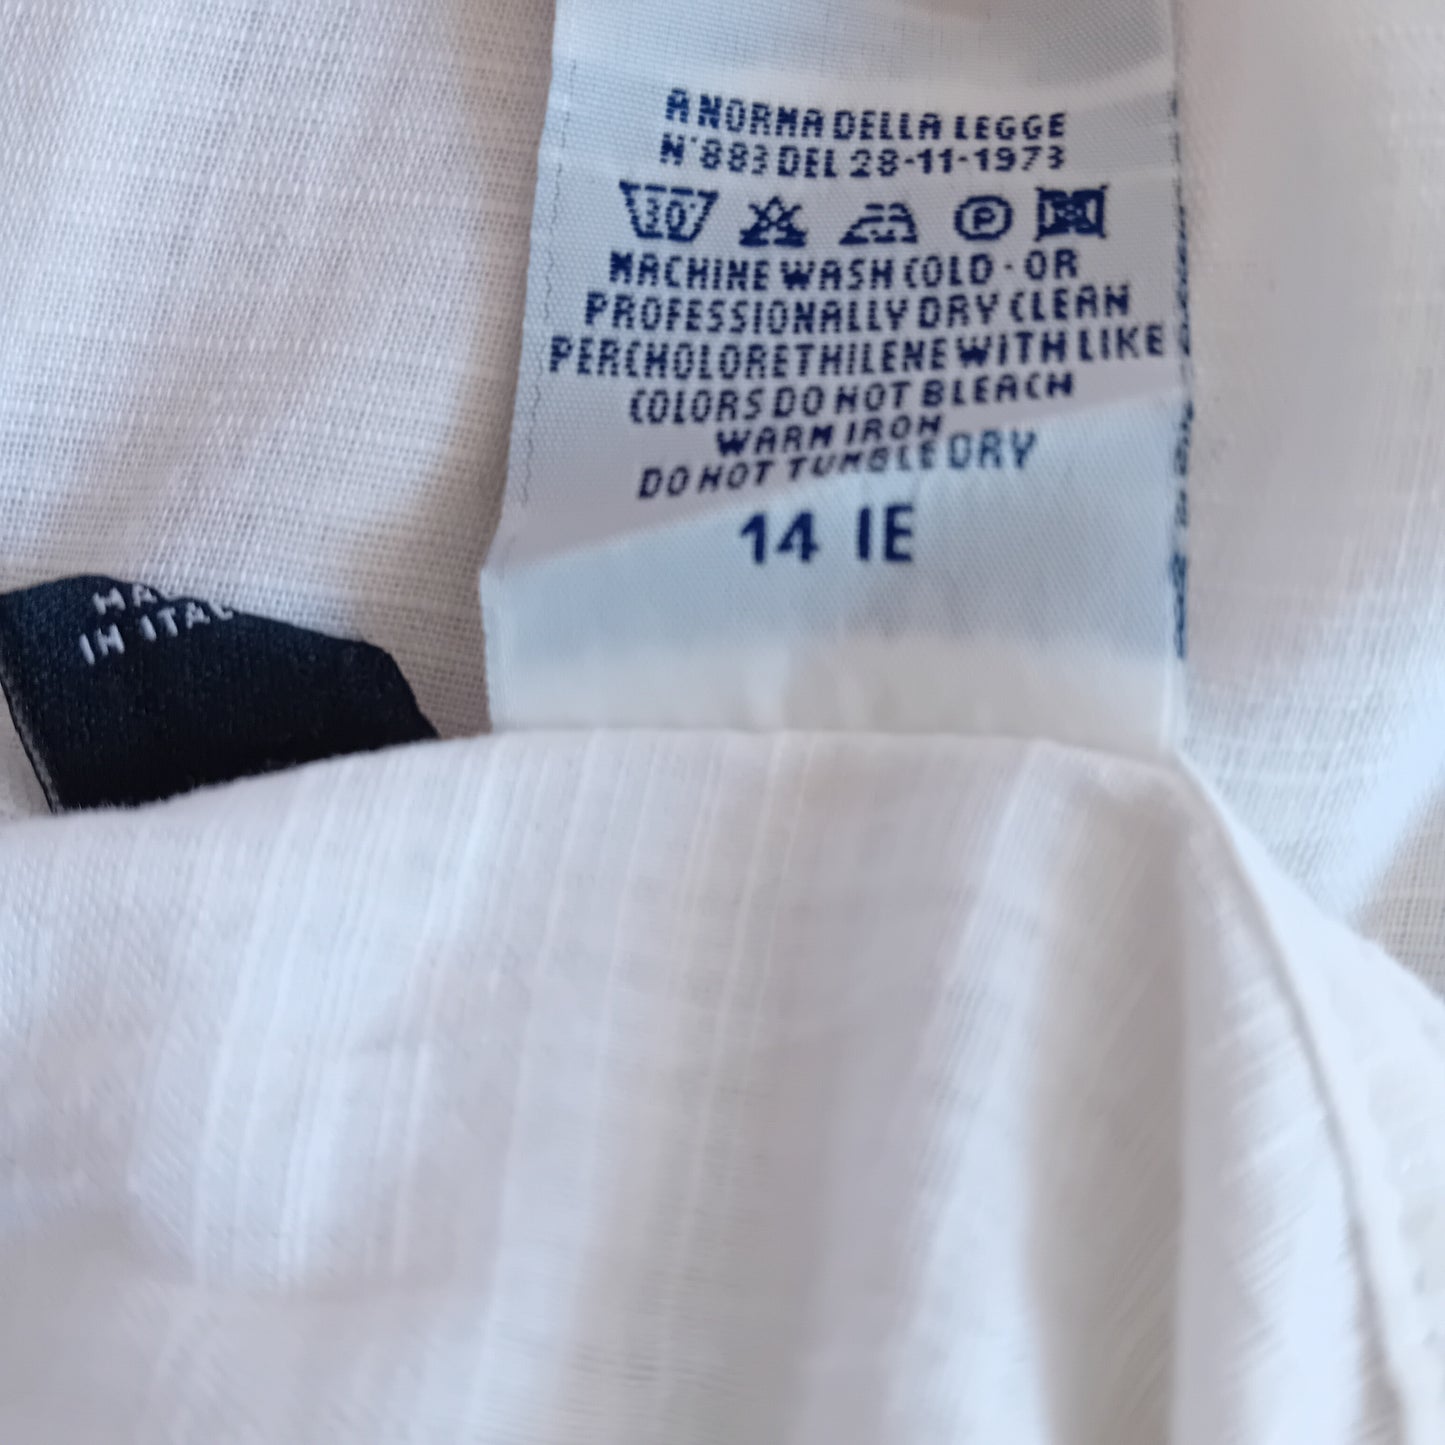 A NORMA DELLA LEGGE
N°883 DEL 28-11-1973
30°
P
MACHINE WASH COLD - OR
PROFESSIONALLY DRY CLEAN
PERCHOLORETHILENE WITH LIKE
COLORS DO NOT BLEACH
WARM IRON
DO NOT TUMBLE DRY
14 IE
IN